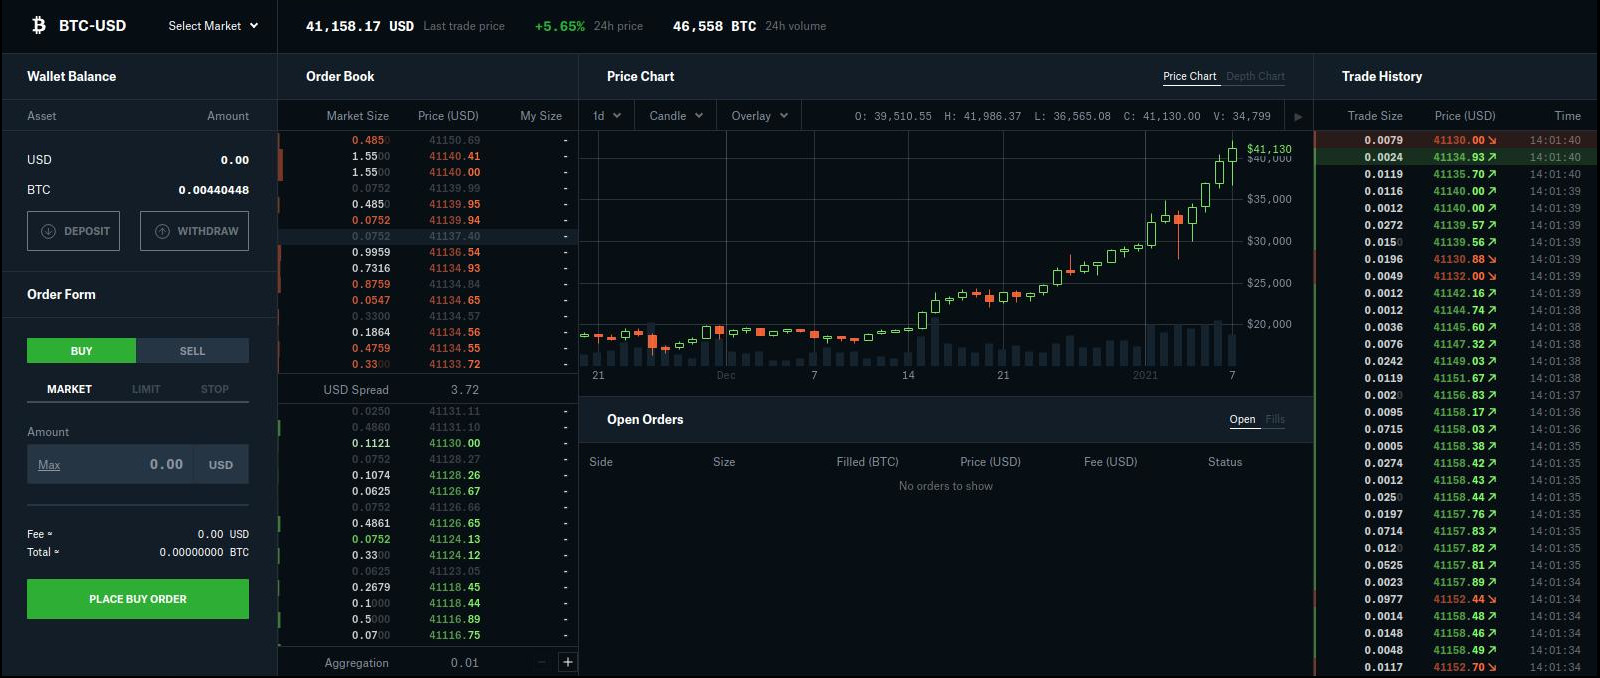 BTC-USD Select Market 41,158.17 USD Last trade price +5.65% 24h price 46,558 BTC 24h volume
Wallet Balance
Asset Amount
USD 0.00
BTC 0.00440448
DEPOSIT WITHDRAW
Order Form
BUY SELL
MARKET LIMIT STOP
Amount
Max 0.00 USD
Fee ≈ 0.00 USD
Total ≈ 0.00000000 BTC
PLACE BUY ORDER
Order Book
Market Size Price (USD) My Size
0.4850 41150.69 -
1.5500 41140.41 -
1.5500 41140.00 -
0.0752 41139.99 -
0.4850 41139.95 -
0.0752 41139.94 -
0.0752 41137.40 -
0.9959 41136.54 -
0.7316 41134.93 -
0.8759 41134.84 -
0.0547 41134.65 -
0.3300 41134.57 -
0.1864 41134.56 -
0.4759 41134.55 -
0.3300 41133.72 -
USD Spread 3.72
0.0250 41131.11 -
0.4860 41131.10 -
0.1121 41130.00 -
0.0752 41128.27 -
0.1074 41128.26 -
0.0625 41126.67 -
0.0752 41126.66 -
0.4861 41126.65 -
0.0752 41124.13 -
0.3300 41124.12 -
0.0625 41123.05 -
0.2679 41118.45 -
0.1000 41118.44 -
0.5000 41116.89 -
0.0700 41116.75 -
Aggregation 0.01 - +
Price Chart Price Chart Depth Chart
1d Candle Overlay O: 39,510.55 H: 41,986.37 L: 36,565.08 C: 41,130.00 V: 34,799
$41,130
$40,000
$35,000
$30,000
$25,000
$20,000
21 Dec 7 14 21 2021 7
Open Orders Open Fills
Side Size Filled (BTC) Price (USD) Fee (USD) Status
No orders to show
Trade History
Trade Size Price (USD) Time
0.0079 41130.00 ↘ 14:01:40
0.0024 41134.93 ↗ 14:01:40
0.0119 41135.70 ↗ 14:01:40
0.0116 41140.00 ↗ 14:01:39
0.0012 41140.00 ↗ 14:01:39
0.0272 41139.57 ↗ 14:01:39
0.0150 41139.56 ↗ 14:01:39
0.0196 41130.88 ↘ 14:01:39
0.0049 41132.00 ↘ 14:01:39
0.0012 41142.16 ↗ 14:01:39
0.0012 41144.74 ↗ 14:01:38
0.0036 41145.60 ↗ 14:01:38
0.0076 41147.32 ↗ 14:01:38
0.0242 41149.03 ↗ 14:01:38
0.0119 41151.67 ↗ 14:01:38
0.0020 41156.83 ↗ 14:01:37
0.0095 41158.17 ↗ 14:01:36
0.0715 41158.03 ↗ 14:01:36
0.0005 41158.38 ↗ 14:01:35
0.0274 41158.42 ↗ 14:01:35
0.0012 41158.43 ↗ 14:01:35
0.0250 41158.44 ↗ 14:01:35
0.0197 41157.76 ↗ 14:01:35
0.0714 41157.83 ↗ 14:01:35
0.0120 41157.82 ↗ 14:01:35
0.0525 41157.81 ↗ 14:01:35
0.0023 41157.89 ↗ 14:01:34
0.0977 41152.44 ↘ 14:01:34
0.0014 41158.48 ↗ 14:01:34
0.0148 41158.46 ↗ 14:01:34
0.0048 41158.49 ↗ 14:01:34
0.0117 41152.70 ↘ 14:01:34